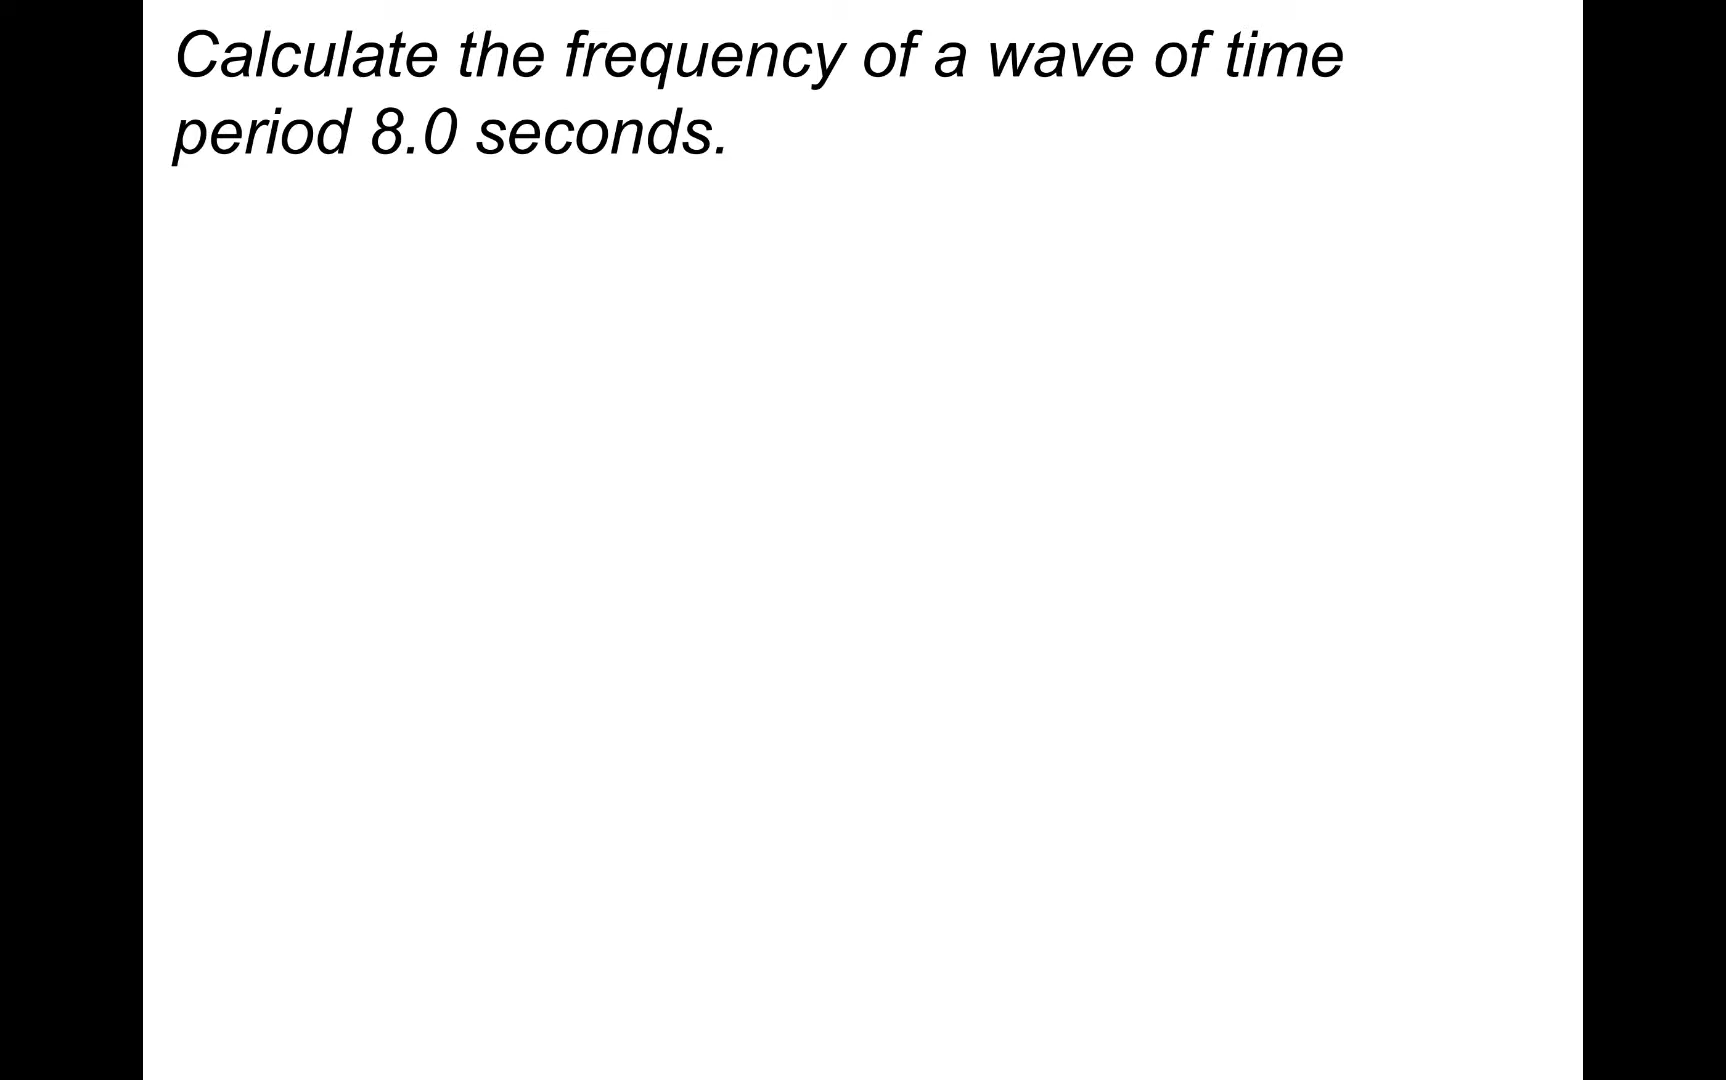 Calculate the frequency of a wave of time
period 8.0 seconds.